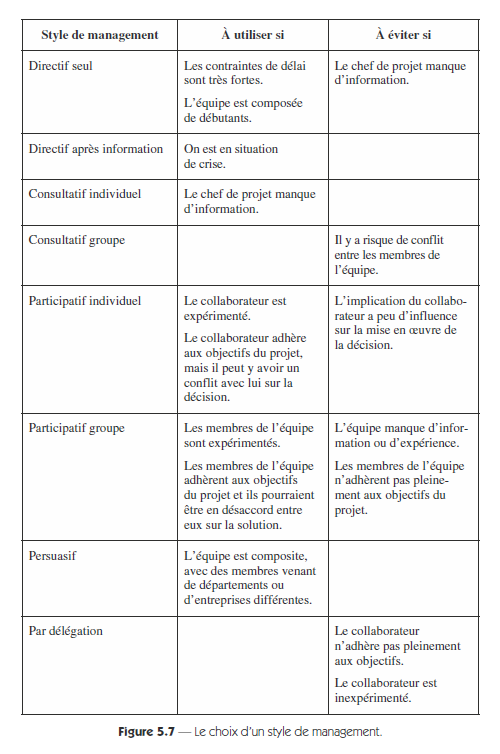 Style de management
À utiliser si
À éviter si
Directif seul
Les contraintes de délai
sont très fortes.
L’équipe est composée
de débutants.
Le chef de projet manque
d’information.
Directif après information
On est en situation
de crise.
Consultatif individuel
Le chef de projet manque
d’information.
Consultatif groupe
Il y a risque de conflit
entre les membres de
l’équipe.
Participatif individuel
Le collaborateur est
expérimenté.
Le collaborateur adhère
aux objectifs du projet,
mais il peut y avoir un
conflit avec lui sur la
décision.
L’implication du collabo-
rateur a peu d’influence
sur la mise en œuvre de
la décision.
Participatif groupe
Les membres de l’équipe
sont expérimentés.
Les membres de l’équipe
adhèrent aux objectifs
du projet et ils pourraient
être en désaccord entre
eux sur la solution.
L’équipe manque d’infor-
mation ou d’expérience.
Les membres de l’équipe
n’adhèrent pas pleine-
ment aux objectifs du
projet.
Persuasif
L’équipe est composite,
avec des membres venant
de départements ou
d’entreprises différentes.
Par délégation
Le collaborateur
n’adhère pas pleinement
aux objectifs.
Le collaborateur est
inexpérimenté.
Figure 5.7 — Le choix d’un style de management.